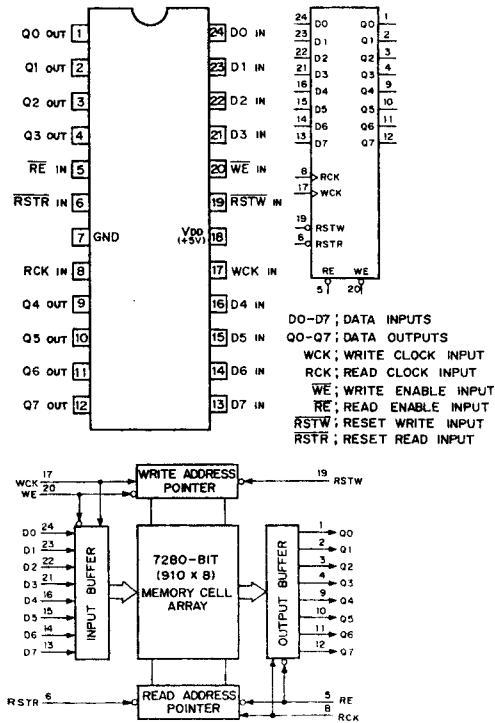 Q0 OUT 1 24 D0 IN
Q1 OUT 2 23 D1 IN
Q2 OUT 3 22 D2 IN
Q3 OUT 4 21 D3 IN
RE IN 5 20 WE IN
RSTR IN 6 19 RSTW IN
7 GND VDD (+5V) 18
RCK IN 8 17 WCK IN
Q4 OUT 9 16 D4 IN
Q5 OUT 10 15 D5 IN
Q6 OUT 11 14 D6 IN
Q7 OUT 12 13 D7 IN
24 D0 Q0 1
23 D1 Q1 2
22 D2 Q2 3
21 D3 Q3 4
16 D4 Q4 9
15 D5 Q5 10
14 D6 Q6 11
13 D7 Q7 12
8 RCK
17 WCK
19 RSTW
6 RSTR
RE WE
5 20
D0-D7; DATA INPUTS
Q0-Q7; DATA OUTPUTS
WCK; WRITE CLOCK INPUT
RCK; READ CLOCK INPUT
WE; WRITE ENABLE INPUT
RE; READ ENABLE INPUT
RSTW; RESET WRITE INPUT
RSTR; RESET READ INPUT
WCK 17
WE 20
WRITE ADDRESS
POINTER
19 RSTW
D0 24
D1 23
D2 22
D3 21
D4 16
D5 15
D6 14
D7 13
INPUT BUFFER
7280-BIT
(910 X 8)
MEMORY CELL
ARRAY
OUTPUT BUFFER
1 Q0
2 Q1
3 Q2
4 Q3
9 Q4
10 Q5
11 Q6
12 Q7
RSTR 6
READ ADDRESS
POINTER
5 RE
8 RCK